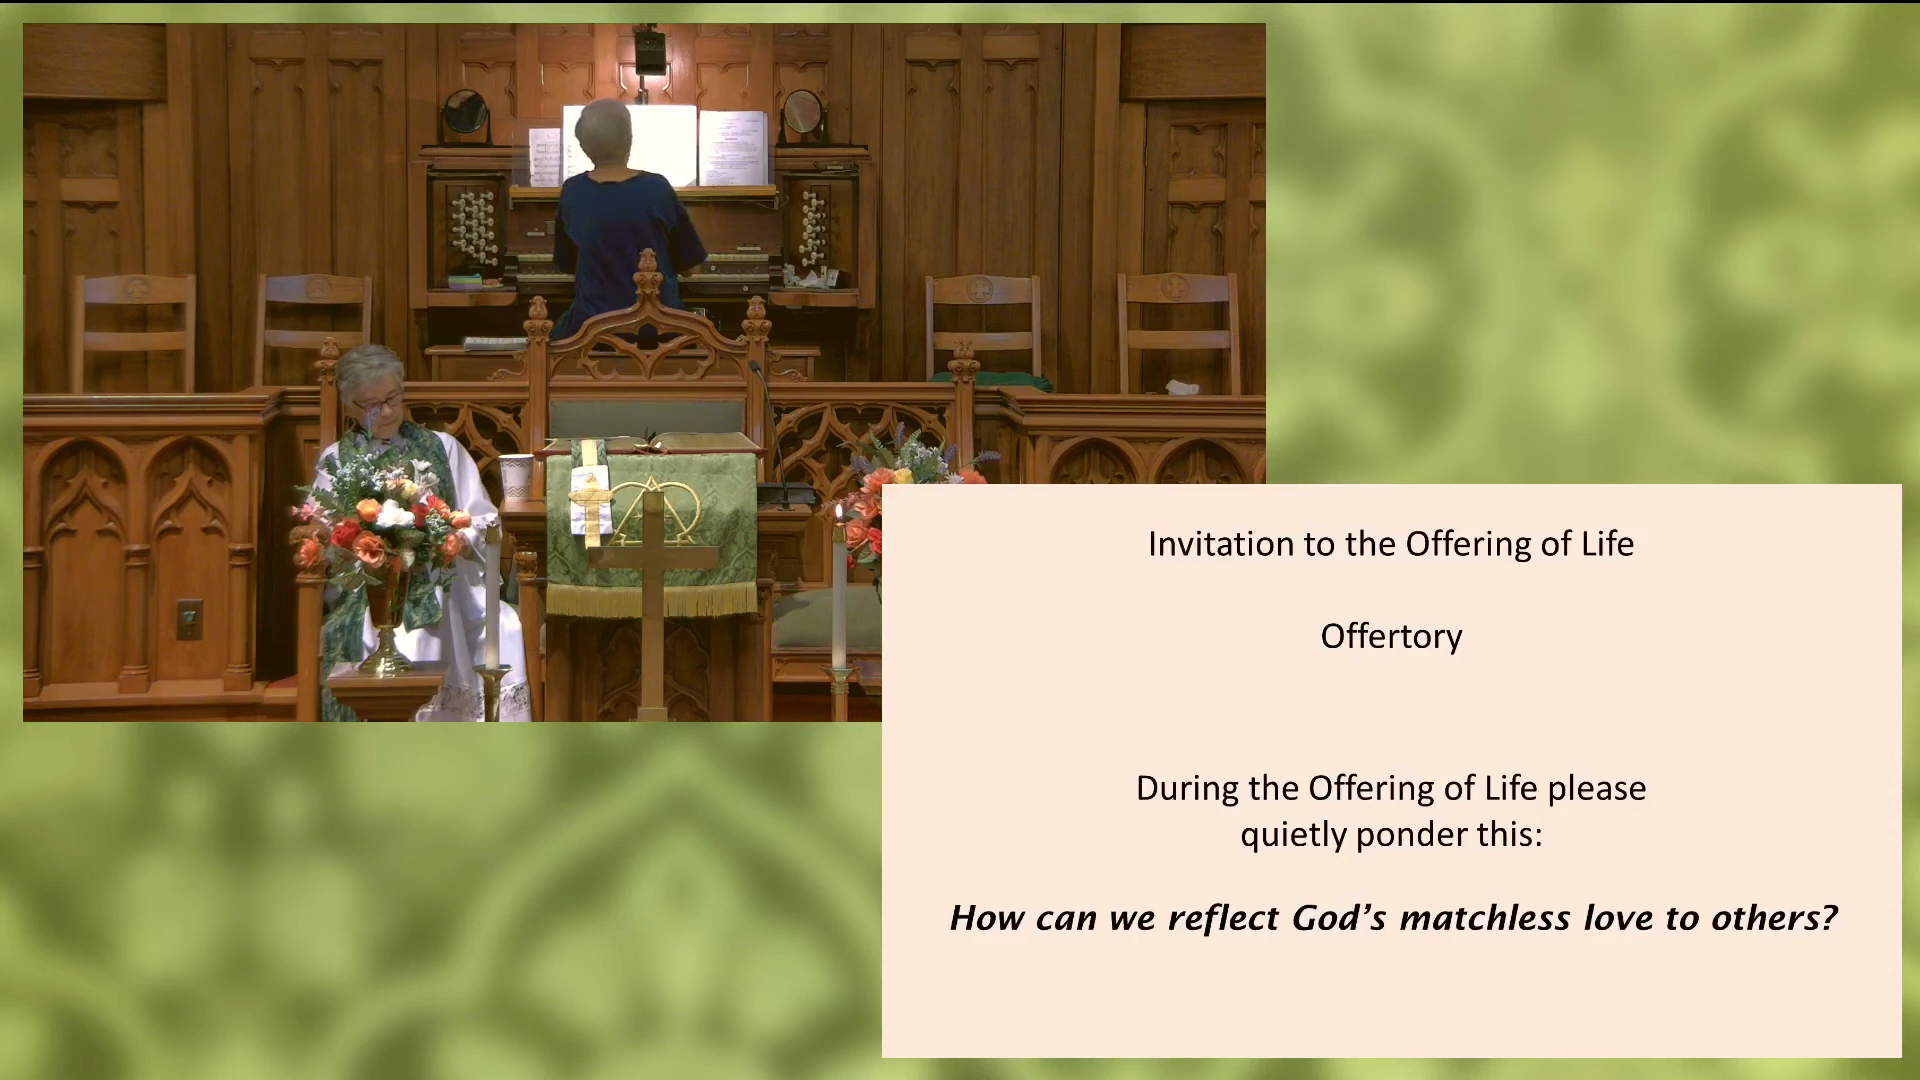 Invitation to the Offering of Life
Offertory
During the Offering of Life please
quietly ponder this:
How can we reflect God’s matchless love to others?